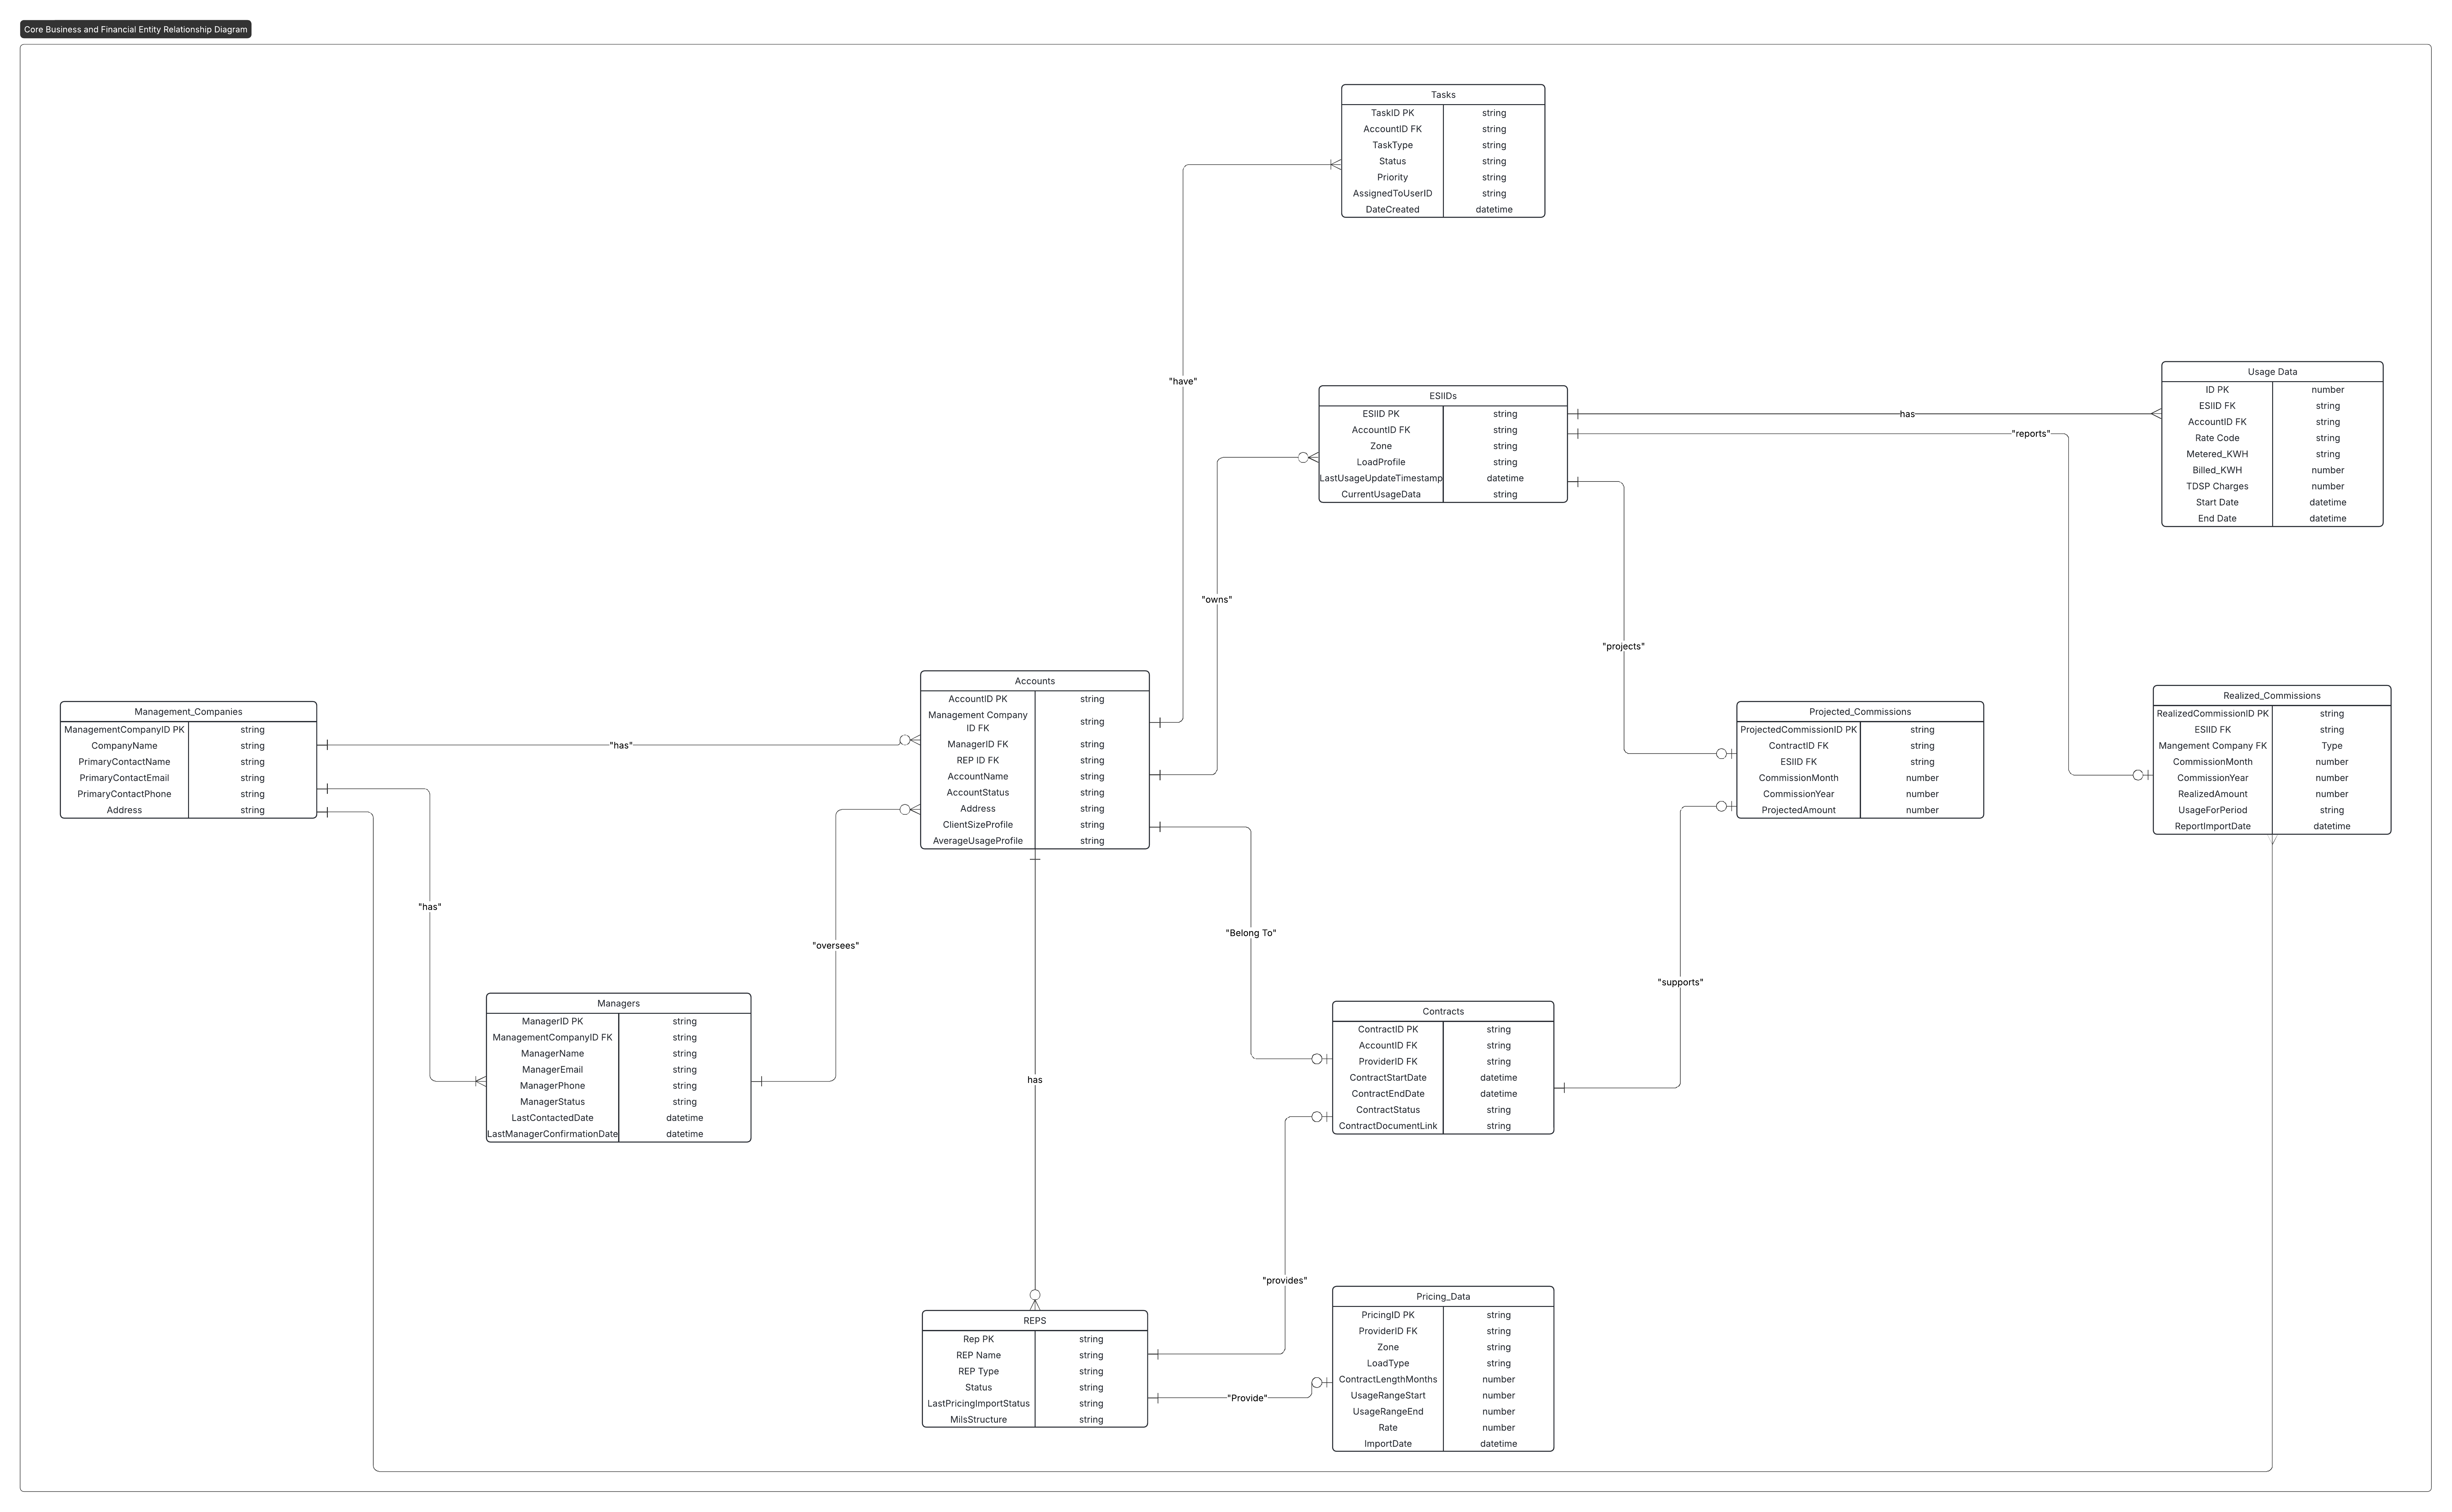 Core Business and Financial Entity Relationship Diagram
Tasks
TaskID PK string
AccountID FK string
TaskType string
Status string
Priority string
AssignedToUserID string
DateCreated datetime
"have"
ESIIDs
ESIID PK string
AccountID FK string
Zone string
LoadProfile string
LastUsageUpdateTimestamp datetime
CurrentUsageData string
has
"reports"
Usage Data
ID PK number
ESIID FK string
AccountID FK string
Rate Code string
Metered_KWH string
Billed_KWH number
TDSP Charges number
Start Date datetime
End Date datetime
"owns"
"projects"
Management_Companies
ManagementCompanyID PK string
CompanyName string
PrimaryContactName string
PrimaryContactEmail string
PrimaryContactPhone string
Address string
"has"
Accounts
AccountID PK string
Management Company
ID FK string
ManagerID FK string
REP ID FK string
AccountName string
AccountStatus string
Address string
ClientSizeProfile string
AverageUsageProfile string
Projected_Commissions
ProjectedCommissionID PK string
ContractID FK string
ESIID FK string
CommissionMonth number
CommissionYear number
ProjectedAmount number
Realized_Commissions
RealizedCommissionID PK string
ESIID FK string
Mangement Company FK Type
CommissionMonth number
CommissionYear number
RealizedAmount number
UsageForPeriod string
ReportImportDate datetime
"has"
"oversees"
"Belong To"
"supports"
Managers
ManagerID PK string
ManagementCompanyID FK string
ManagerName string
ManagerEmail string
ManagerPhone string
ManagerStatus string
LastContactedDate datetime
LastManagerConfirmationDate datetime
has
Contracts
ContractID PK string
AccountID FK string
ProviderID FK string
ContractStartDate datetime
ContractEndDate datetime
ContractStatus string
ContractDocumentLink string
"provides"
REPS
Rep PK string
REP Name string
REP Type string
Status string
LastPricingImportStatus string
MilsStructure string
"Provide"
Pricing_Data
PricingID PK string
ProviderID FK string
Zone string
LoadType string
ContractLengthMonths number
UsageRangeStart number
UsageRangeEnd number
Rate number
ImportDate datetime